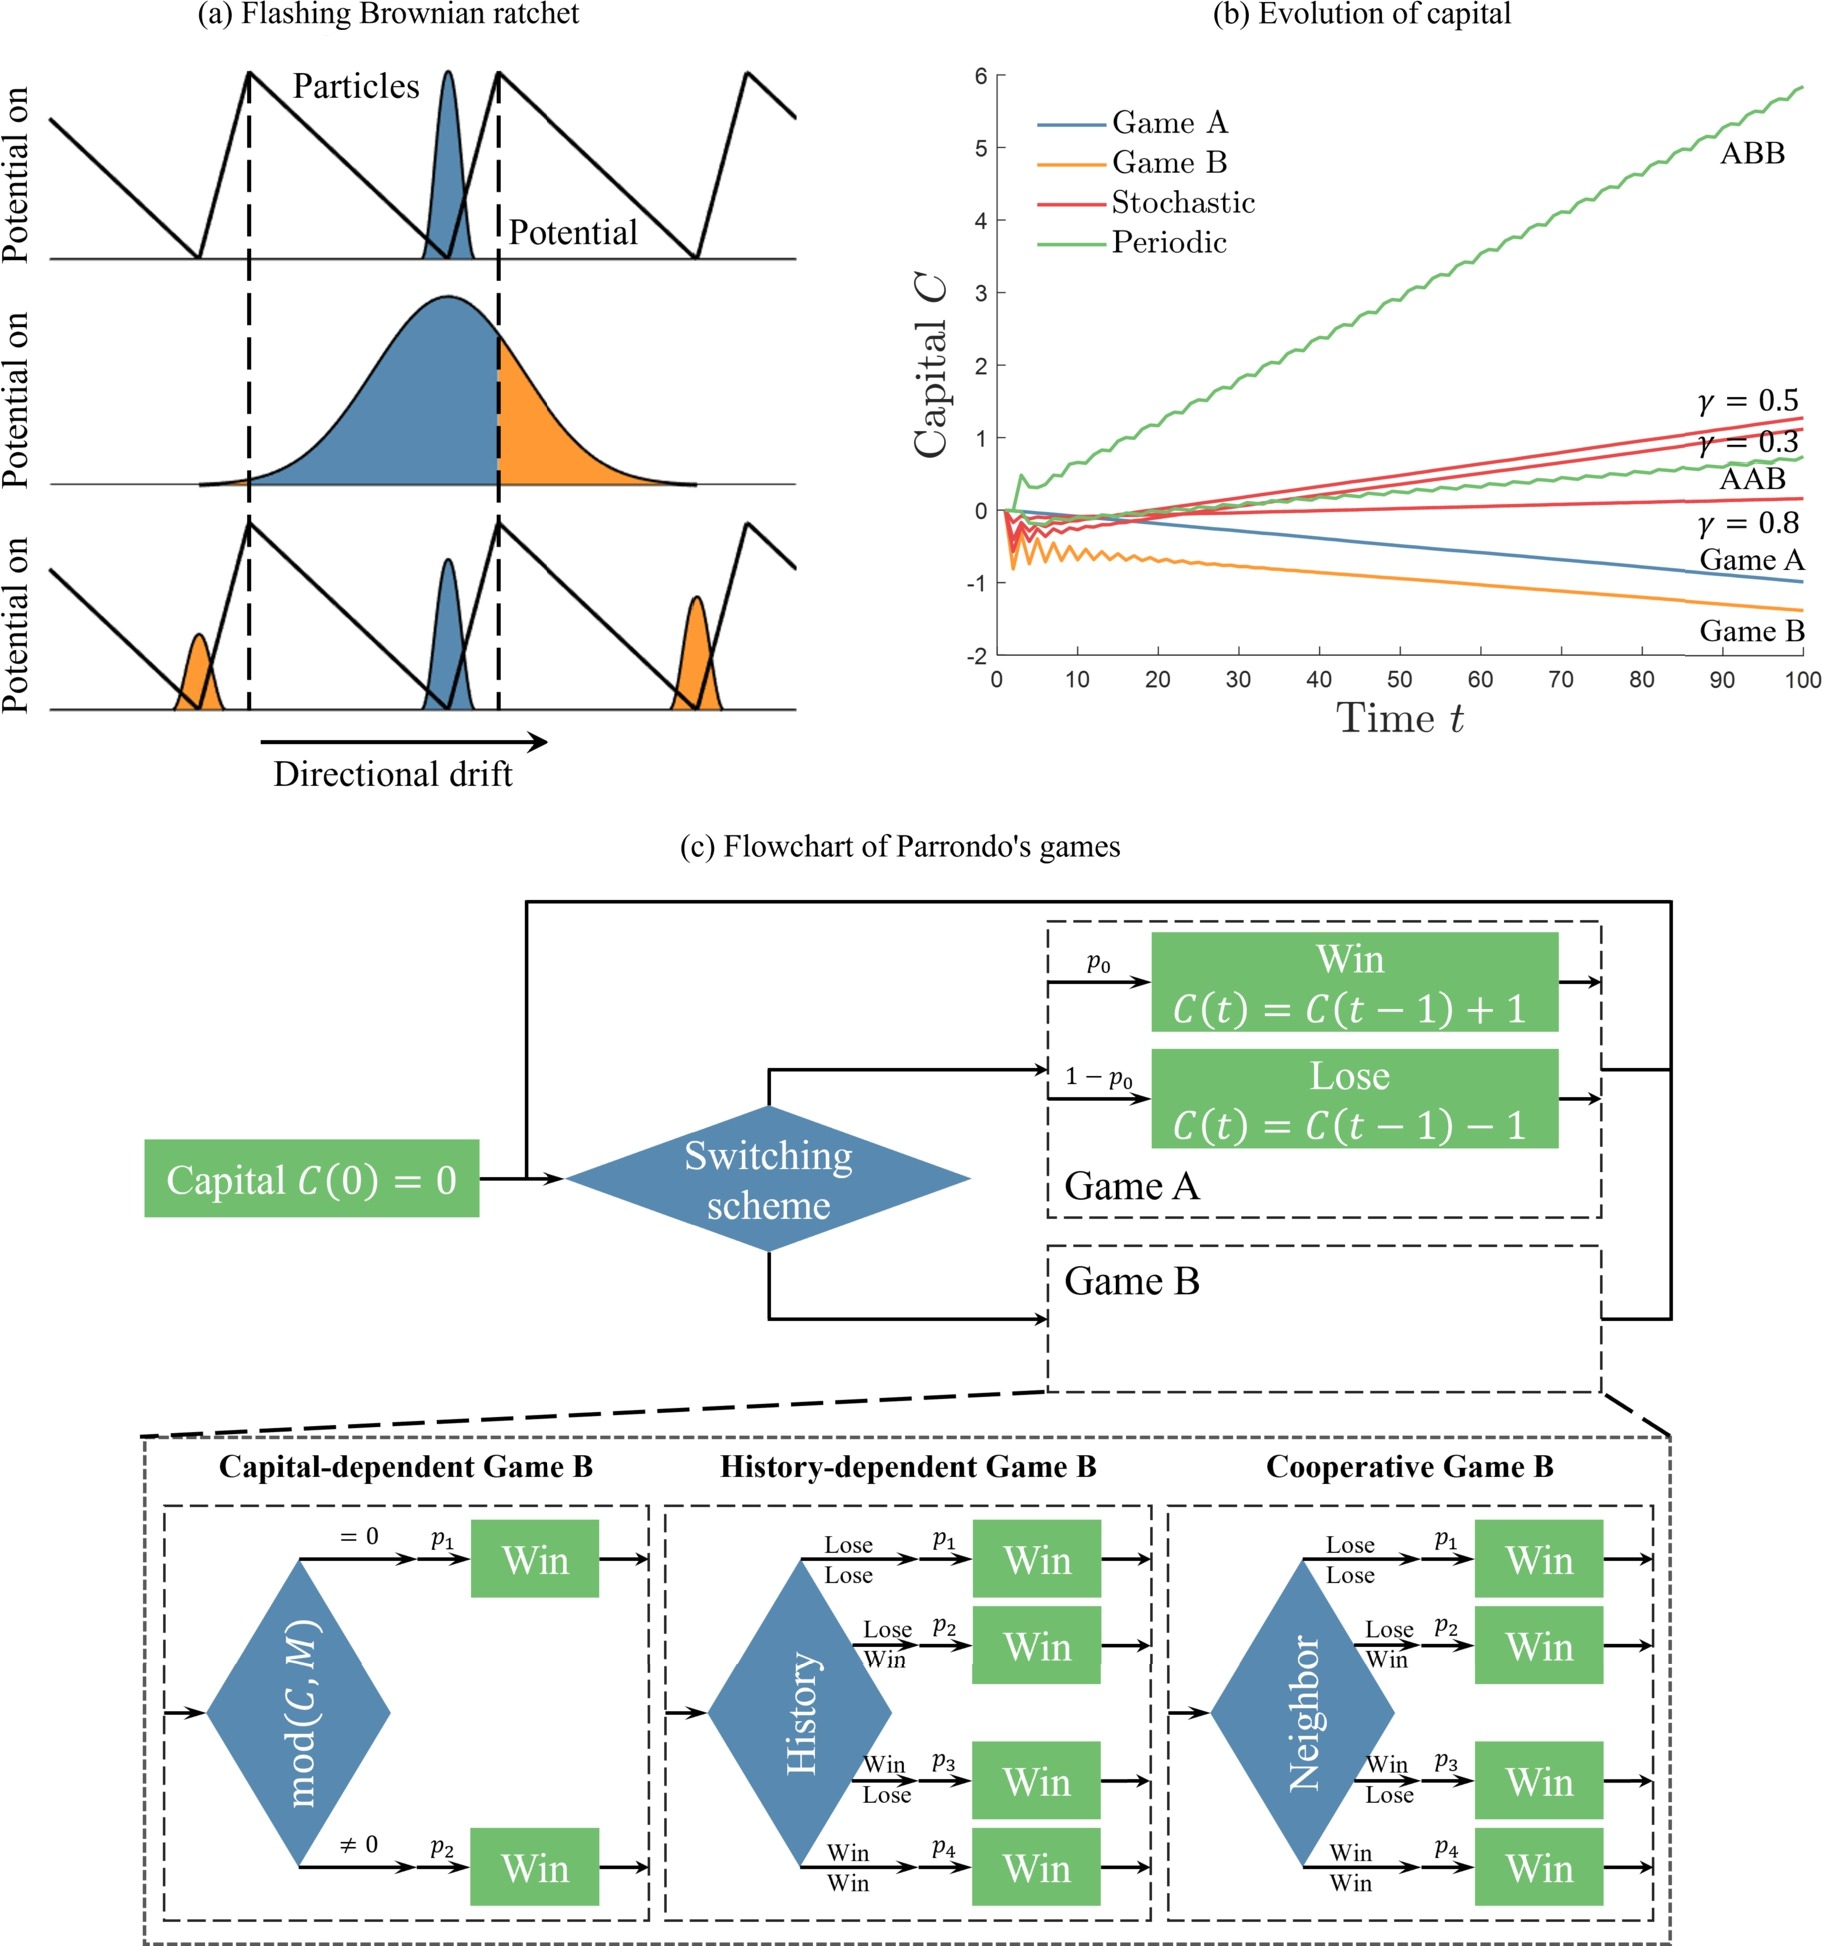 (a) Flashing Brownian ratchet
Potential on
Particles
Potential
Potential on
Potential on
Directional drift
(b) Evolution of capital
Capital C
6
5
4
3
2
1
0
-1
-2
Game A
Game B
Stochastic
Periodic
ABB
γ = 0.5
γ = 0.3
AAB
γ = 0.8
Game A
Game B
0 10 20 30 40 50 60 70 80 90 100
Time t
(c) Flowchart of Parrondo's games
Capital C(0) = 0
Switching
scheme
p₀
Win
C(t) = C(t − 1) + 1
1 − p₀
Lose
C(t) = C(t − 1) − 1
Game A
Game B
Capital-dependent Game B
mod(C, M)
= 0
p₁
Win
≠ 0
p₂
Win
History-dependent Game B
History
Lose
Lose
p₁
Win
Lose
Win
p₂
Win
Win
Lose
p₃
Win
Win
Win
p₄
Win
Cooperative Game B
Neighbor
Lose
Lose
p₁
Win
Lose
Win
p₂
Win
Win
Lose
p₃
Win
Win
Win
p₄
Win